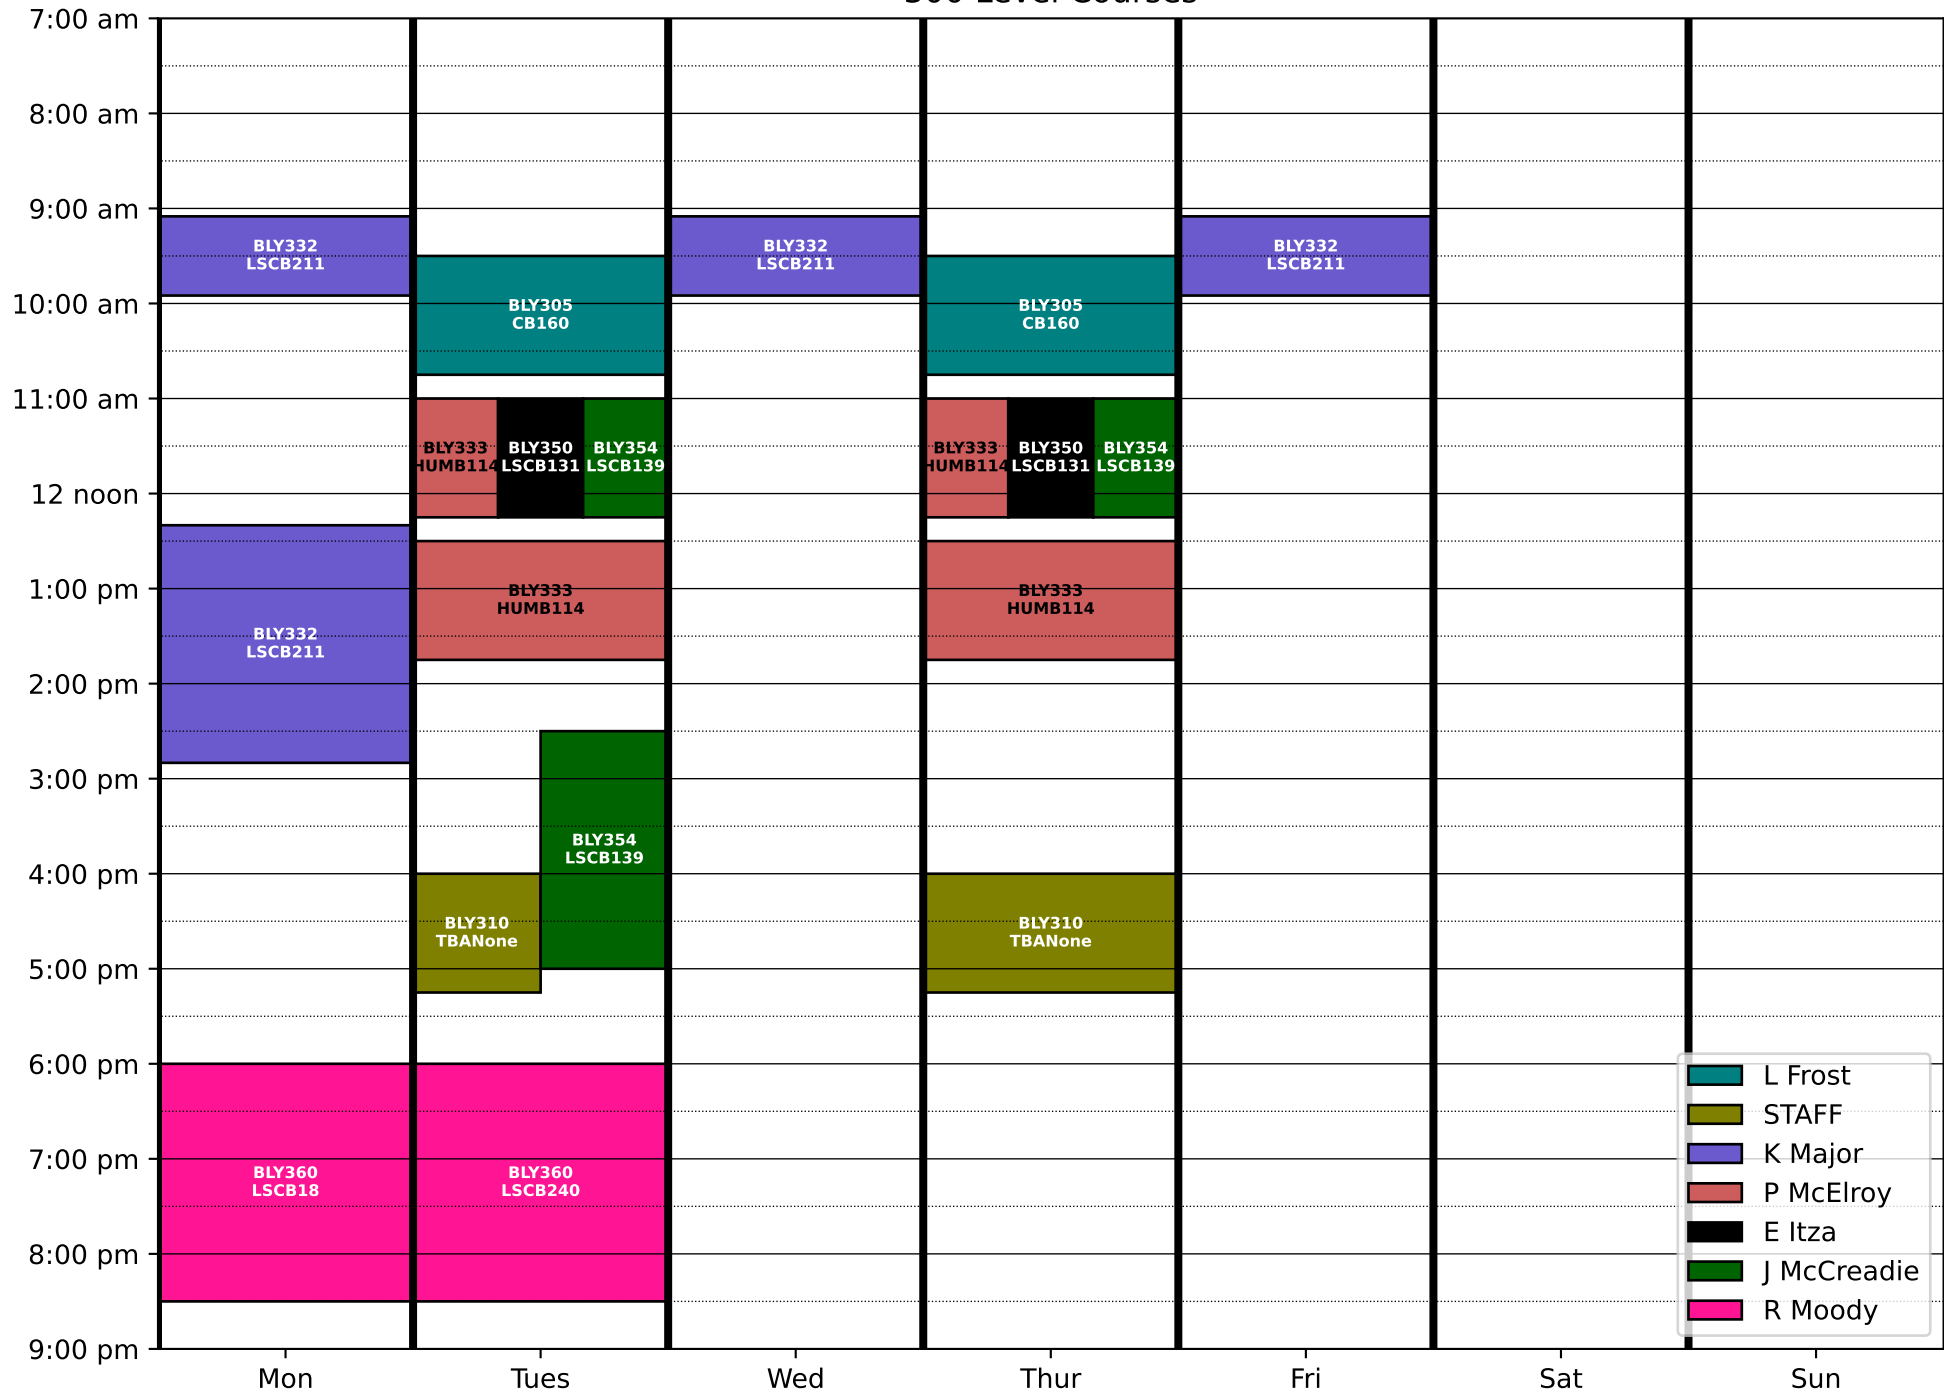 7:00 am
8:00 am
9:00 am
BLY332
LSCB211
BLY332
LSCB211
BLY332
LSCB211
10:00 am
BLY305
CB160
BLY305
CB160
11:00 am
BLY333
HUMB114
BLY350
LSCB131
BLY354
LSCB139
BLY333
HUMB114
BLY350
LSCB131
BLY354
LSCB139
12 noon
1:00 pm
BLY333
HUMB114
BLY333
HUMB114
BLY332
LSCB211
2:00 pm
3:00 pm
BLY354
LSCB139
4:00 pm
BLY310
TBANone
BLY310
TBANone
5:00 pm
6:00 pm
7:00 pm
BLY360
LSCB18
BLY360
LSCB240
8:00 pm
9:00 pm
L Frost
STAFF
K Major
P McElroy
E Itza
J McCreadie
R Moody
Mon
Tues
Wed
Thur
Fri
Sat
Sun